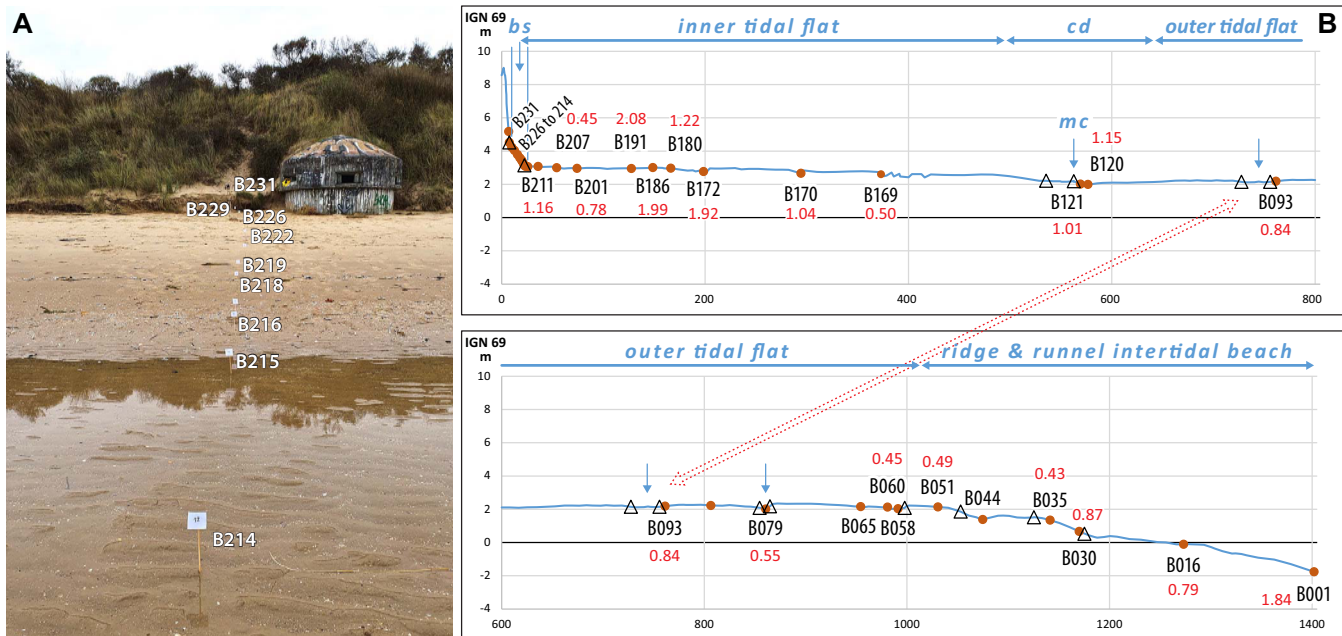 A
B231
B229
B226
B222
B219
B218
B216
B215
B214
B
IGN 69
m
bs
inner tidal flat
cd
outer tidal flat
10
8
6
4
2
0
-2
-4
B231
B226 to 214
0.45
2.08
1.22
B207
B191
B180
B211
B201
B186
B172
B170
B169
1.16
0.78
1.99
1.92
1.04
0.50
mc
1.15
B120
B121
1.01
B093
0.84
0
200
400
600
800
IGN 69
m
outer tidal flat
ridge & runnel intertidal beach
10
8
6
4
2
0
-2
-4
0.45
0.49
0.43
B060
B051
B044
B035
0.87
B093
B079
B065
B058
B030
B016
B001
0.84
0.55
0.79
1.84
600
800
1000
1200
1400